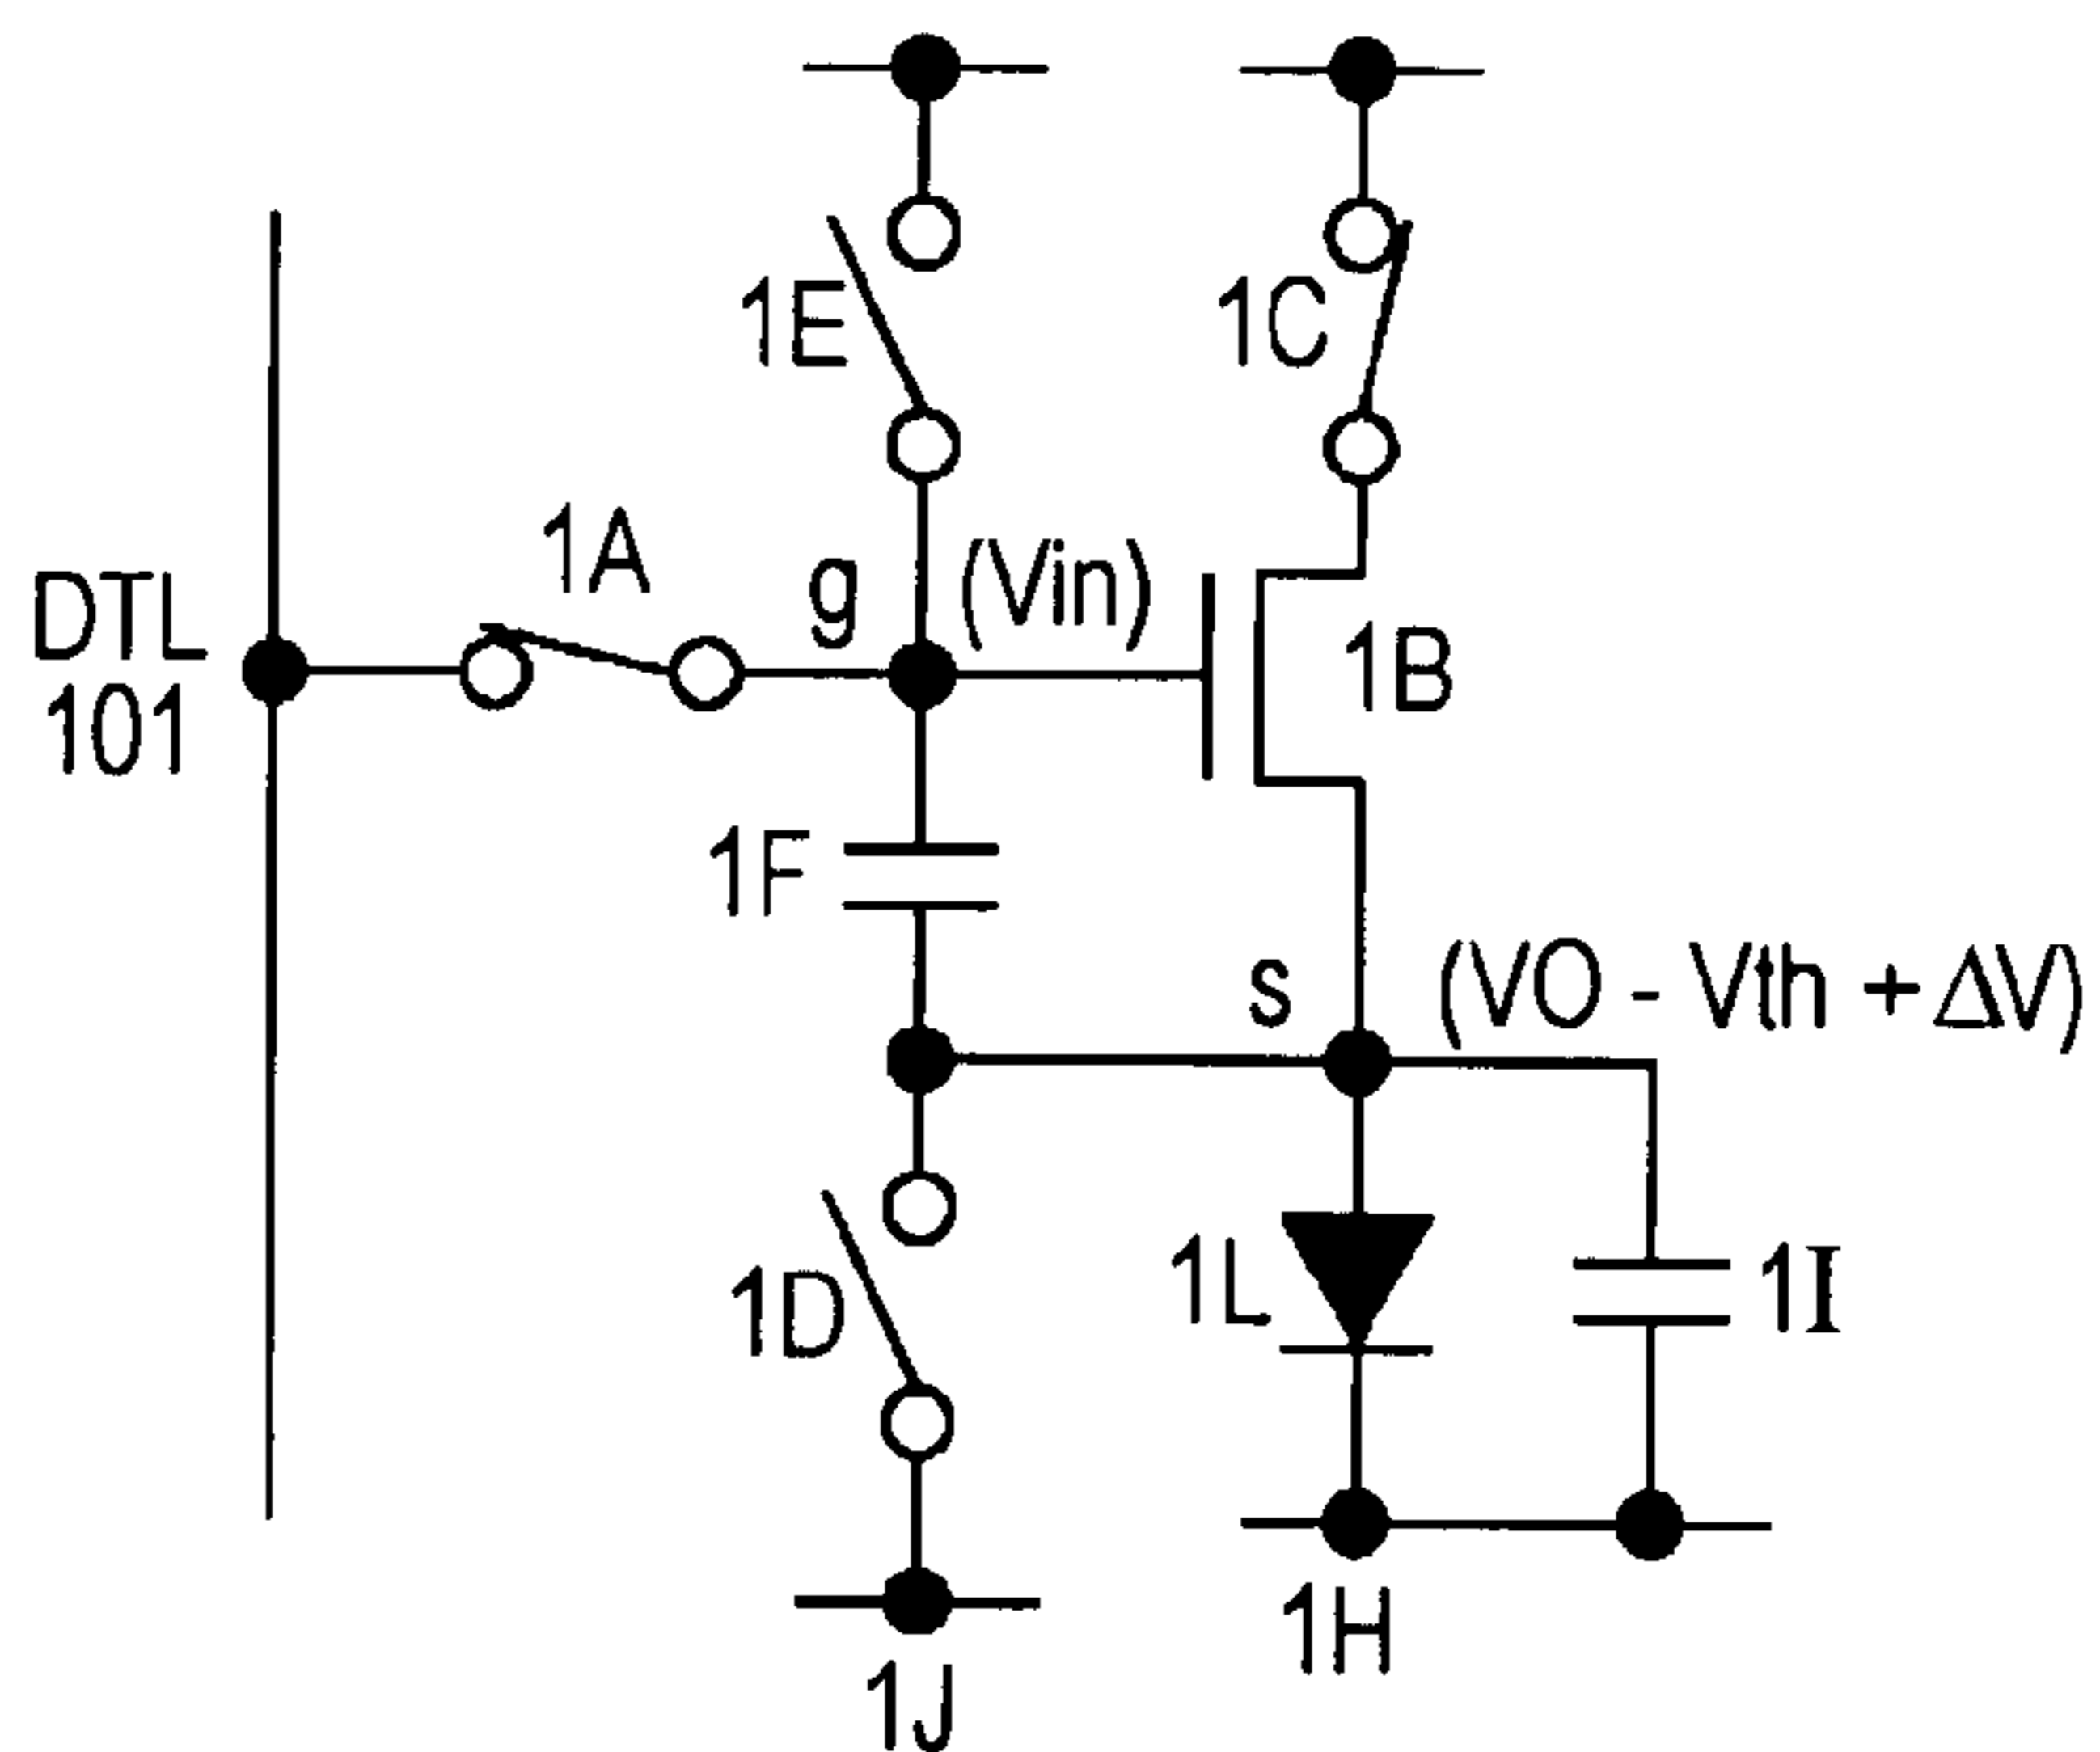 1E
1C
1A
DTL
101
g
(Vin)
1B
1F
s
(VO - Vth + ΔV)
1D
1L
1I
1H
1J